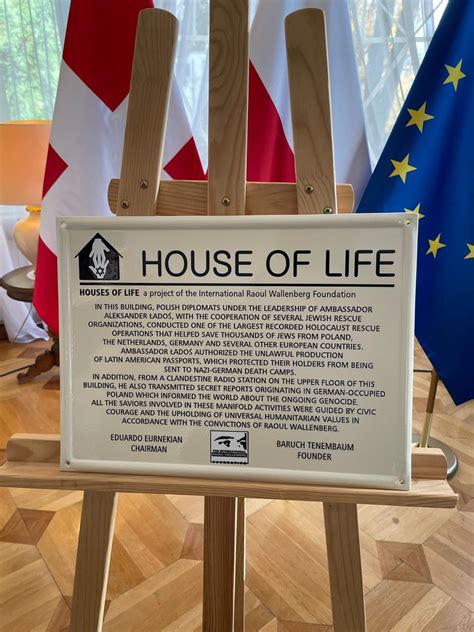 HOUSE OF LIFE
HOUSES OF LIFE a project of the International Raoul Wallenberg Foundation
IN THIS BUILDING, POLISH DIPLOMATS UNDER THE LEADERSHIP OF AMBASSADOR
ALEKSANDER ŁADOŚ, WITH THE COOPERATION OF SEVERAL JEWISH RESCUE
ORGANIZATIONS, CONDUCTED ONE OF THE LARGEST RECORDED HOLOCAUST RESCUE
OPERATIONS THAT HELPED SAVE THOUSANDS OF JEWS FROM POLAND,
THE NETHERLANDS, GERMANY AND SEVERAL OTHER EUROPEAN COUNTRIES.
AMBASSADOR ŁADOŚ AUTHORIZED THE UNLAWFUL PRODUCTION
OF LATIN AMERICAN PASSPORTS, WHICH PROTECTED THEIR HOLDERS FROM BEING
SENT TO NAZI-GERMAN DEATH CAMPS.
IN ADDITION, FROM A CLANDESTINE RADIO STATION ON THE UPPER FLOOR OF THIS
BUILDING, HE ALSO TRANSMITTED SECRET REPORTS ORIGINATING IN GERMAN-OCCUPIED
POLAND WHICH INFORMED THE WORLD ABOUT THE ONGOING GENOCIDE.
ALL THE SAVIORS INVOLVED IN THESE MANIFOLD ACTIVITIES WERE GUIDED BY CIVIC
COURAGE AND THE UPHOLDING OF UNIVERSAL HUMANITARIAN VALUES IN
ACCORDANCE WITH THE CONVICTIONS OF RAOUL WALLENBERG.
EDUARDO EURNEKIAN BARUCH TENEMBAUM
CHAIRMAN FOUNDER